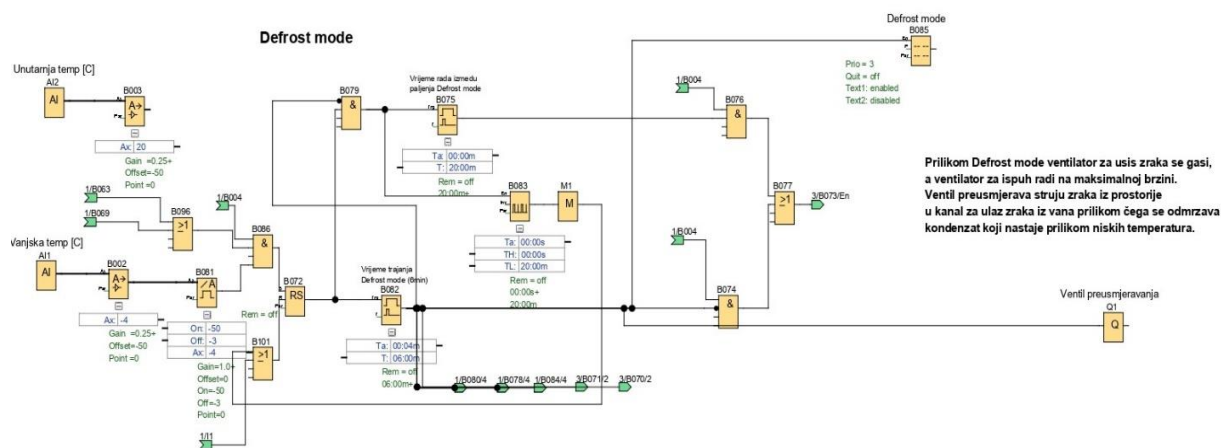 Defrost mode
Defrost mode
B085
Prio = 3
Quit = off
Text1: enabled
Text2: disabled
Unutarnja temp [C]
AI2
AI
B003
A→
Ax: 20
Gain =0.25+
Offset=-50
Point=0
1/B063
1/B069
B096
≥1
1/B004
B086
&
Vanjska temp [C]
AI1
AI
B002
A→
Ax: -4
Gain =0.25+
Offset=-50
Point=0
B081
/A
On: -50
Off: -3
Ax: -4
Gain=1.0+
Offset=0
On=-50
Off=-3
Point=0
B072
RS
Rem = off
B101
≥1
1/I1
B079
&
Vrijeme rada između
paljenja Defrost mode
B075
Ta: 00:00m
T: 20:00m
Rem = off
20:00m+
B083
Ta: 00:00s
TH: 00:00s
TL: 20:00m
Rem = off
00:00s+
20:00m
M1
M
Vrijeme trajanja
Defrost mode (6min)
B082
Ta: 00:04m
T: 06:00m
Rem = off
06:00m+
1/B080/4
1/B078/4
1/B084/4
3/B071/2
3/B070/2
1/B004
B076
&
B077
≥1
3/B073/En
1/B004
B074
&
Prilikom Defrost mode ventilator za usis zraka se gasi,
a ventilator za ispuh radi na maksimalnoj brzini.
Ventil preusmjerava struju zraka iz prostorije
u kanal za ulaz zraka iz vana prilikom čega se odmrzava
kondenzat koji nastaje prilikom niskih temperatura.
Ventil preusmjeravanja
Q1
Q